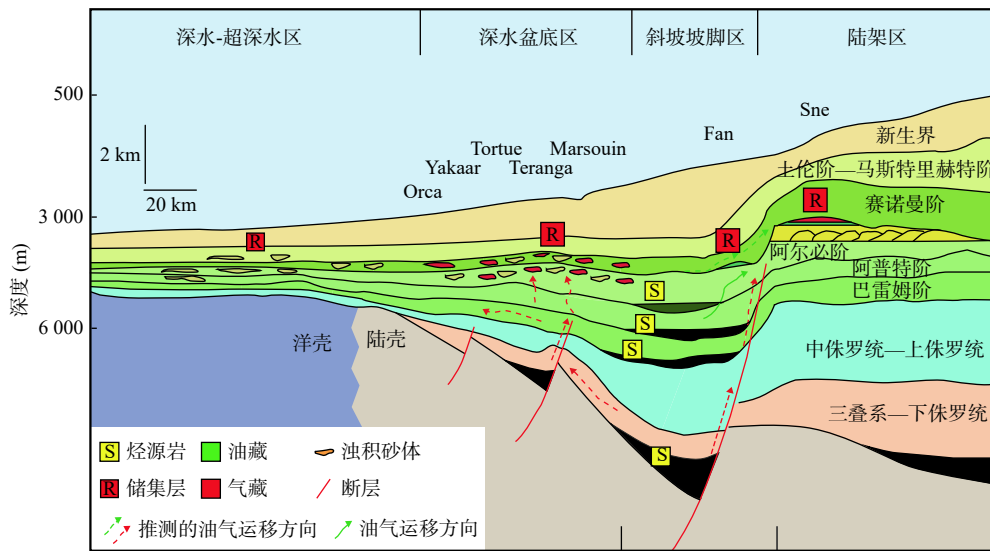 深水-超深水区
深水盆底区
斜坡坡脚区
陆架区
500
Sne
Fan
新生界
2 km
Tortue
Marsouin
Yakaar
Teranga
土伦阶—马斯特里赫特阶
20 km
Orca
R
赛诺曼阶
3 000
R
R
R
阿尔必阶
深度 (m)
阿普特阶
S
巴雷姆阶
6 000
S
洋壳
陆壳
S
中侏罗统—上侏罗统
三叠系—下侏罗统
S
S 烃源岩
油藏
浊积砂体
R 储集层
气藏
断层
推测的油气运移方向
油气运移方向